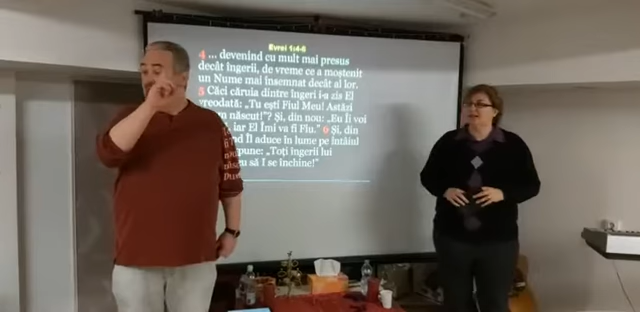 Evrei 1:4-6
4 ... devenind cu mult mai presus
decât îngerii, de vreme ce a moștenit
un Nume mai însemnat decât al lor.
5 Căci căruia dintre îngeri i-a zis El
vreodată: „Tu ești Fiul Meu! Astăzi
născut!”? Și, din nou: „Eu Îi voi
iar El Îmi va fi Fiu.” 6 Și, din
Îl aduce în lume pe întâiul
spune: „Toți îngerii lui
să I se închine!”